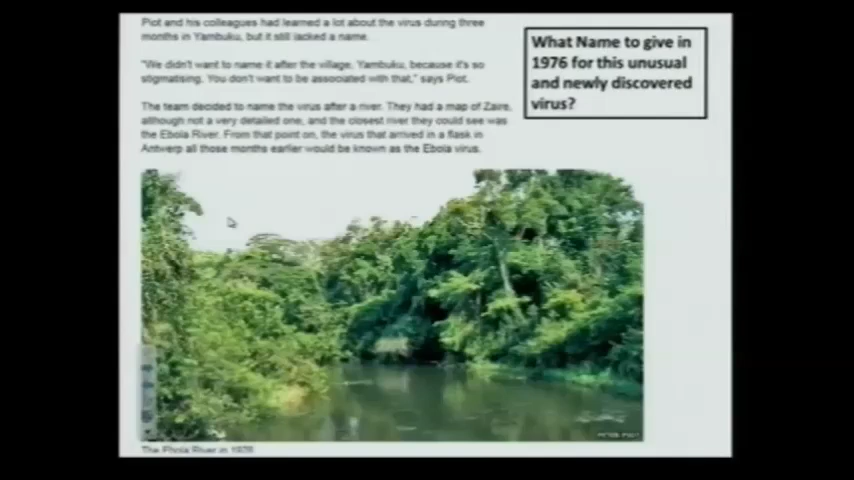 Piot and his colleagues had learned a lot about the virus during three
months in Yambuku, but it still lacked a name.
"We didn't want to name it after the village, Yambuku, because it's so
stigmatising. You don't want to be associated with that," says Piot.
The team decided to name the virus after a river. They had a map of Zaire,
although not a very detailed one, and the closest river they could see was
the Ebola River. From that point on, the virus that arrived in a flask in
Antwerp all those months earlier would be known as the Ebola virus.
What Name to give in
1976 for this unusual
and newly discovered
virus?
PETER PIOT
The Ebola River in 1976